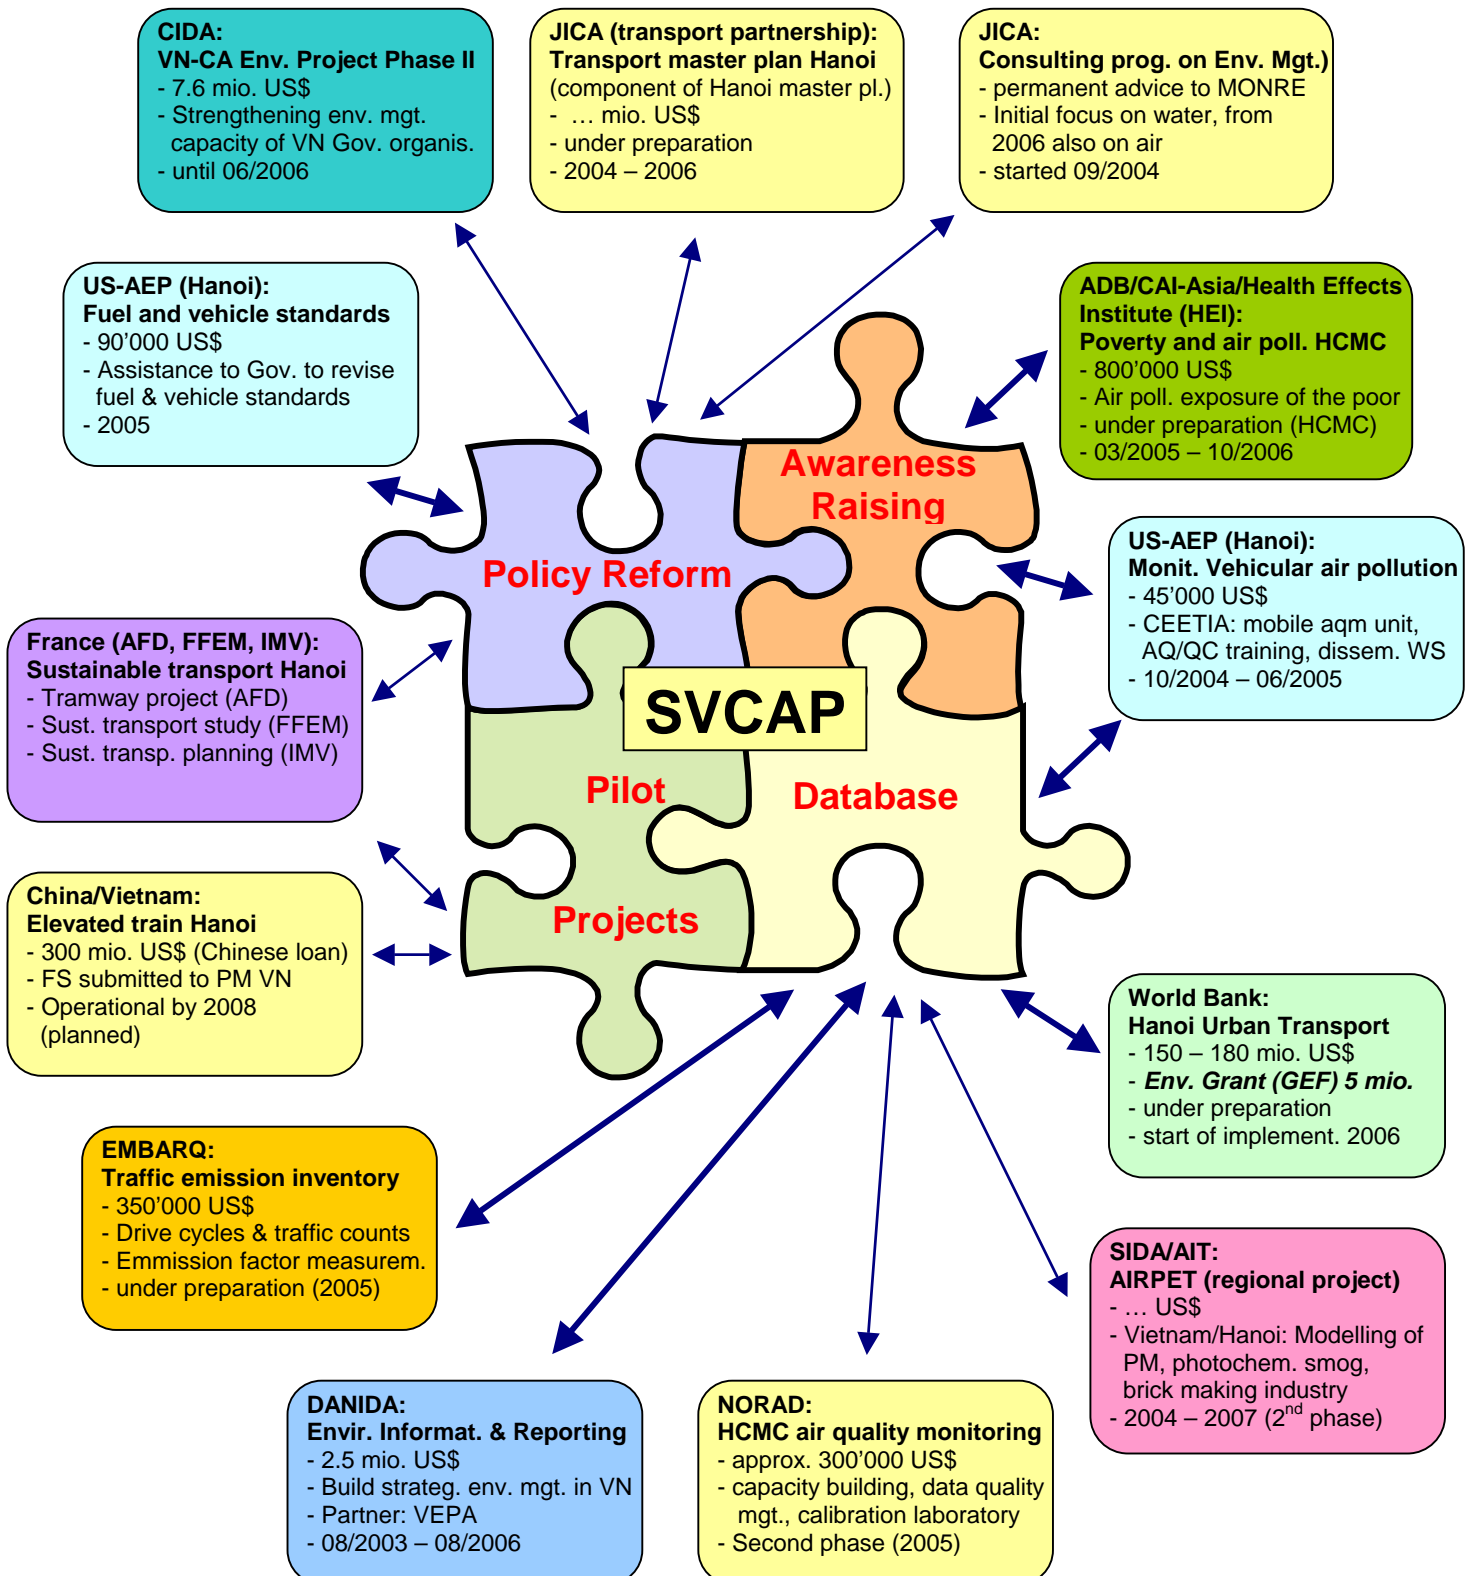 CIDA:
VN-CA Env. Project Phase II
- 7.6 mio. US$
- Strengthening env. mgt.
capacity of VN Gov. organis.
- until 06/2006
JICA (transport partnership):
Transport master plan Hanoi
(component of Hanoi master pl.)
- … mio. US$
- under preparation
- 2004 – 2006
JICA:
Consulting prog. on Env. Mgt.)
- permanent advice to MONRE
- Initial focus on water, from
2006 also on air
- started 09/2004
US-AEP (Hanoi):
Fuel and vehicle standards
- 90’000 US$
- Assistance to Gov. to revise
fuel & vehicle standards
- 2005
ADB/CAI-Asia/Health Effects
Institute (HEI):
Poverty and air poll. HCMC
- 800’000 US$
- Air poll. exposure of the poor
- under preparation (HCMC)
- 03/2005 – 10/2006
Awareness
Raising
Policy Reform
US-AEP (Hanoi):
Monit. Vehicular air pollution
- 45’000 US$
- CEETIA: mobile aqm unit,
AQ/QC training, dissem. WS
- 10/2004 – 06/2005
France (AFD, FFEM, IMV):
Sustainable transport Hanoi
- Tramway project (AFD)
- Sust. transport study (FFEM)
- Sust. transp. planning (IMV)
SVCAP
Pilot
Projects
Database
China/Vietnam:
Elevated train Hanoi
- 300 mio. US$ (Chinese loan)
- FS submitted to PM VN
- Operational by 2008
(planned)
World Bank:
Hanoi Urban Transport
- 150 – 180 mio. US$
- Env. Grant (GEF) 5 mio.
- under preparation
- start of implement. 2006
EMBARQ:
Traffic emission inventory
- 350’000 US$
- Drive cycles & traffic counts
- Emmission factor measurem.
- under preparation (2005)
SIDA/AIT:
AIRPET (regional project)
- … US$
- Vietnam/Hanoi: Modelling of
PM, photochem. smog,
brick making industry
- 2004 – 2007 (2nd phase)
DANIDA:
Envir. Informat. & Reporting
- 2.5 mio. US$
- Build strateg. env. mgt. in VN
- Partner: VEPA
- 08/2003 – 08/2006
NORAD:
HCMC air quality monitoring
- approx. 300’000 US$
- capacity building, data quality
mgt., calibration laboratory
- Second phase (2005)